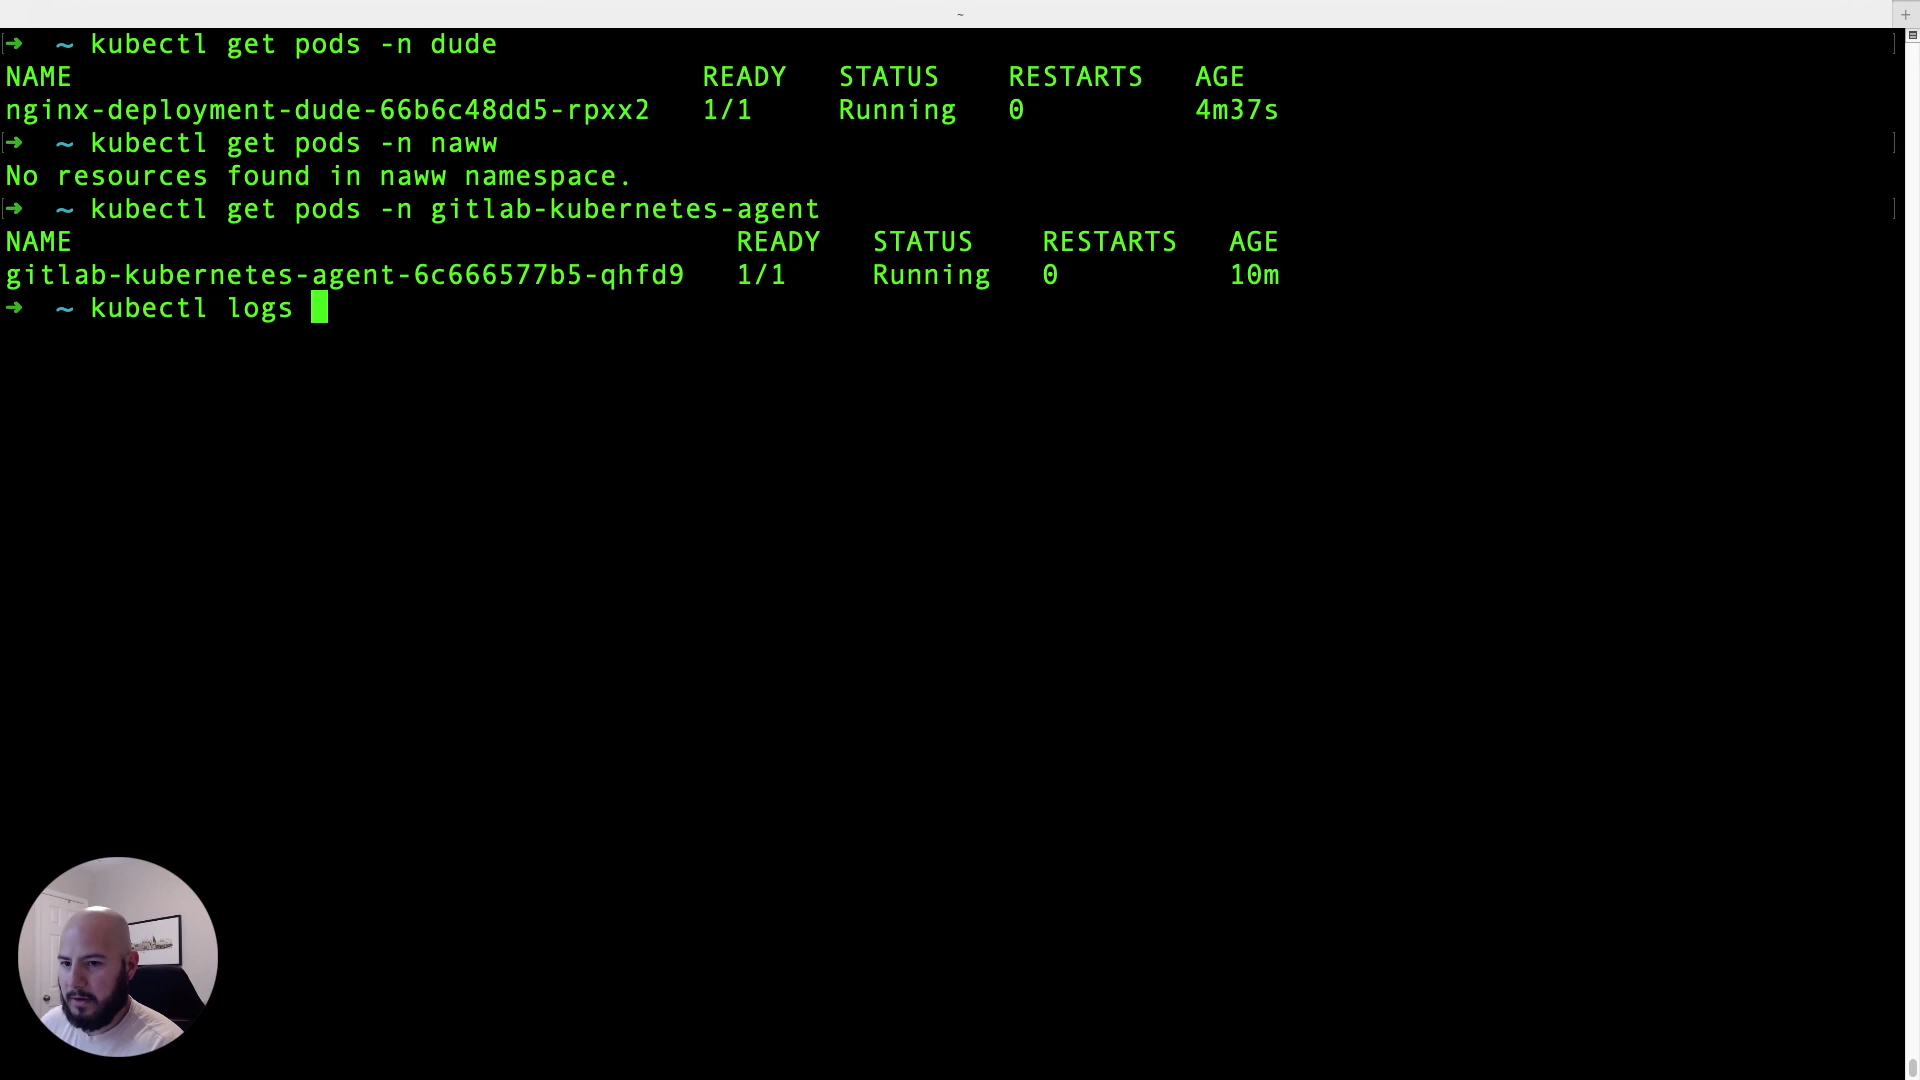 ~
➜ ~ kubectl get pods -n dude
NAME READY STATUS RESTARTS AGE
nginx-deployment-dude-66b6c48dd5-rpxx2 1/1 Running 0 4m37s
➜ ~ kubectl get pods -n naww
No resources found in naww namespace.
➜ ~ kubectl get pods -n gitlab-kubernetes-agent
NAME READY STATUS RESTARTS AGE
gitlab-kubernetes-agent-6c666577b5-qhfd9 1/1 Running 0 10m
➜ ~ kubectl logs